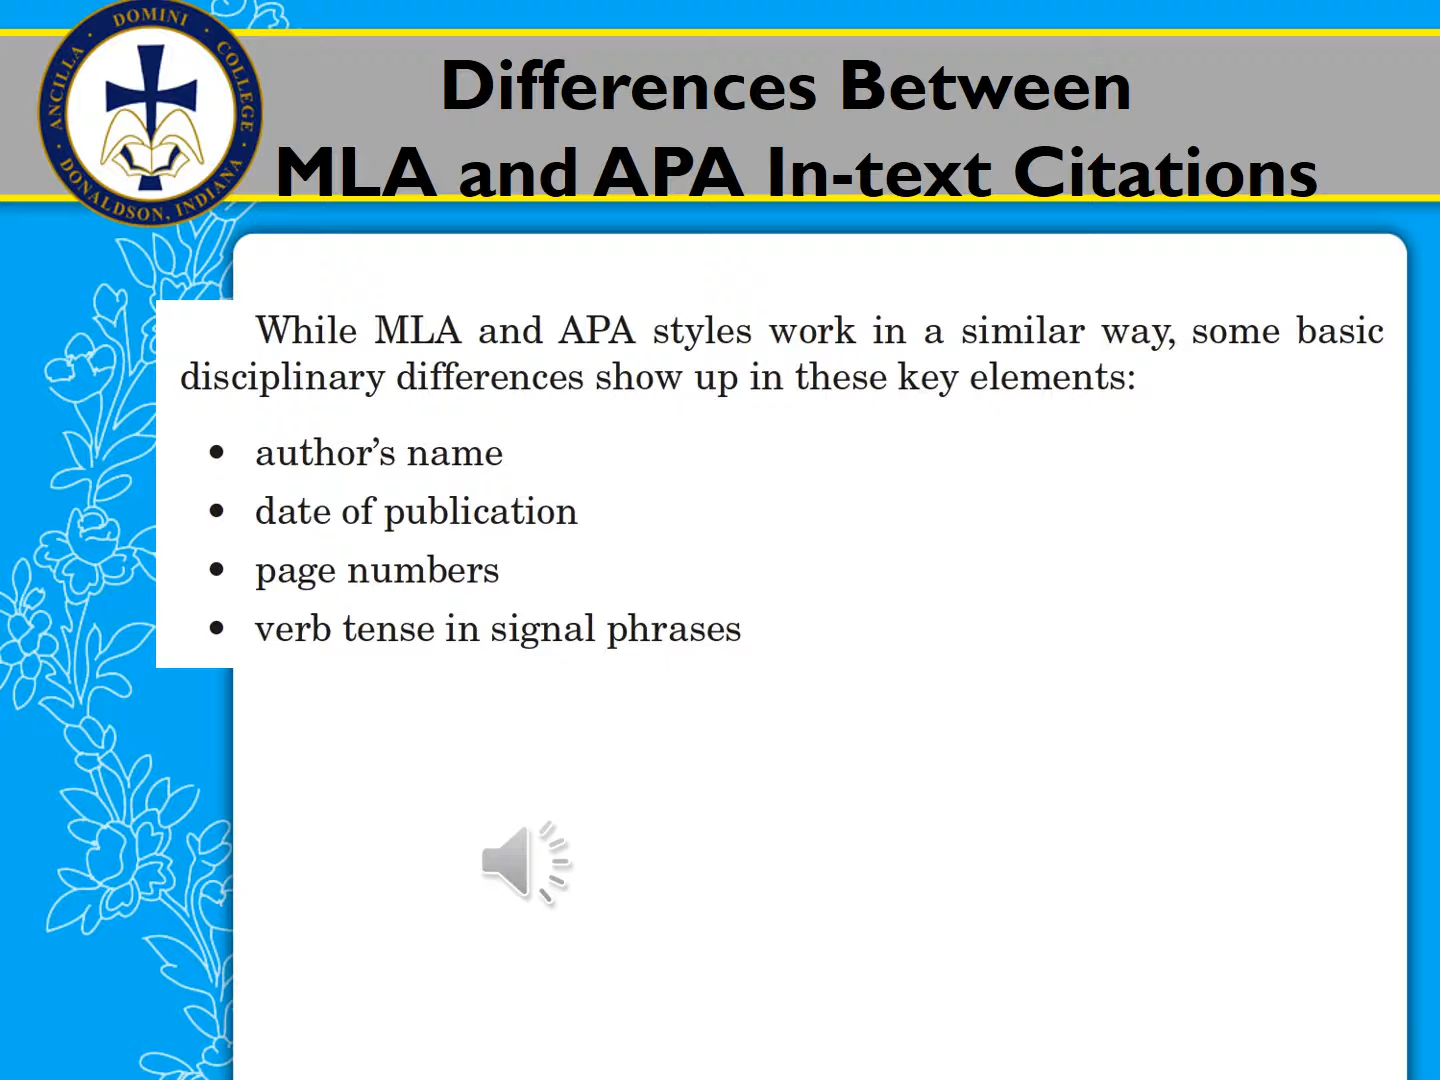 ANCILLA · DOMINI · COLLEGE · DONALDSON, INDIANA
Differences Between
MLA and APA In-text Citations
While MLA and APA styles work in a similar way, some basic
disciplinary differences show up in these key elements:
• author’s name
• date of publication
• page numbers
• verb tense in signal phrases